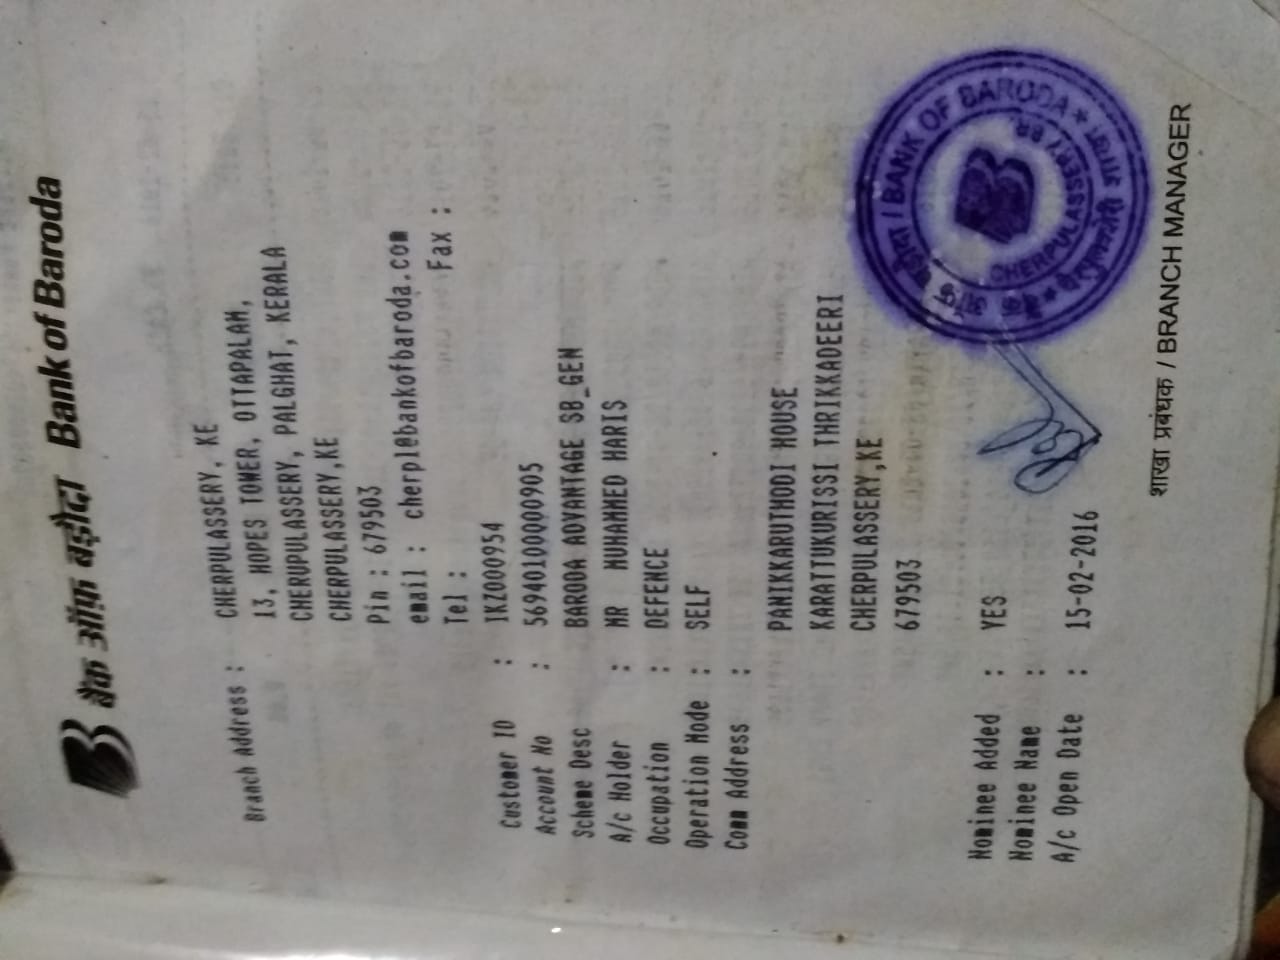 बैंक ऑफ़ बड़ौदा Bank of Baroda
Branch Address : CHERPULASSERY, KE
13, HOPES TOWER, OTTAPALAM,
CHERUPULASSERY, PALGHAT, KERALA
CHERPULASSERY,KE
Pin : 679503
email : cherpl@bankofbaroda.com
Tel : Fax :
Customer ID : IKZ000954
Account No : 56940100000905
Scheme Desc : BARODA ADVANTAGE SB_GEN
A/c Holder : MR MUHAMMED HARIS
Occupation : DEFENCE
Operation Mode : SELF
Comm Address :
PANIKKARUTHODI HOUSE
KARATTUKURISSI THRIKKADEERI
CHERPULASSERY,KE
679503
Nominee Added : YES
Nominee Name :
A/c Open Date : 15-02-2016
बड़ौदा / BANK OF BARODA * शाखा
CHERPULASSERY BR.
शाखा प्रबंधक / BRANCH MANAGER